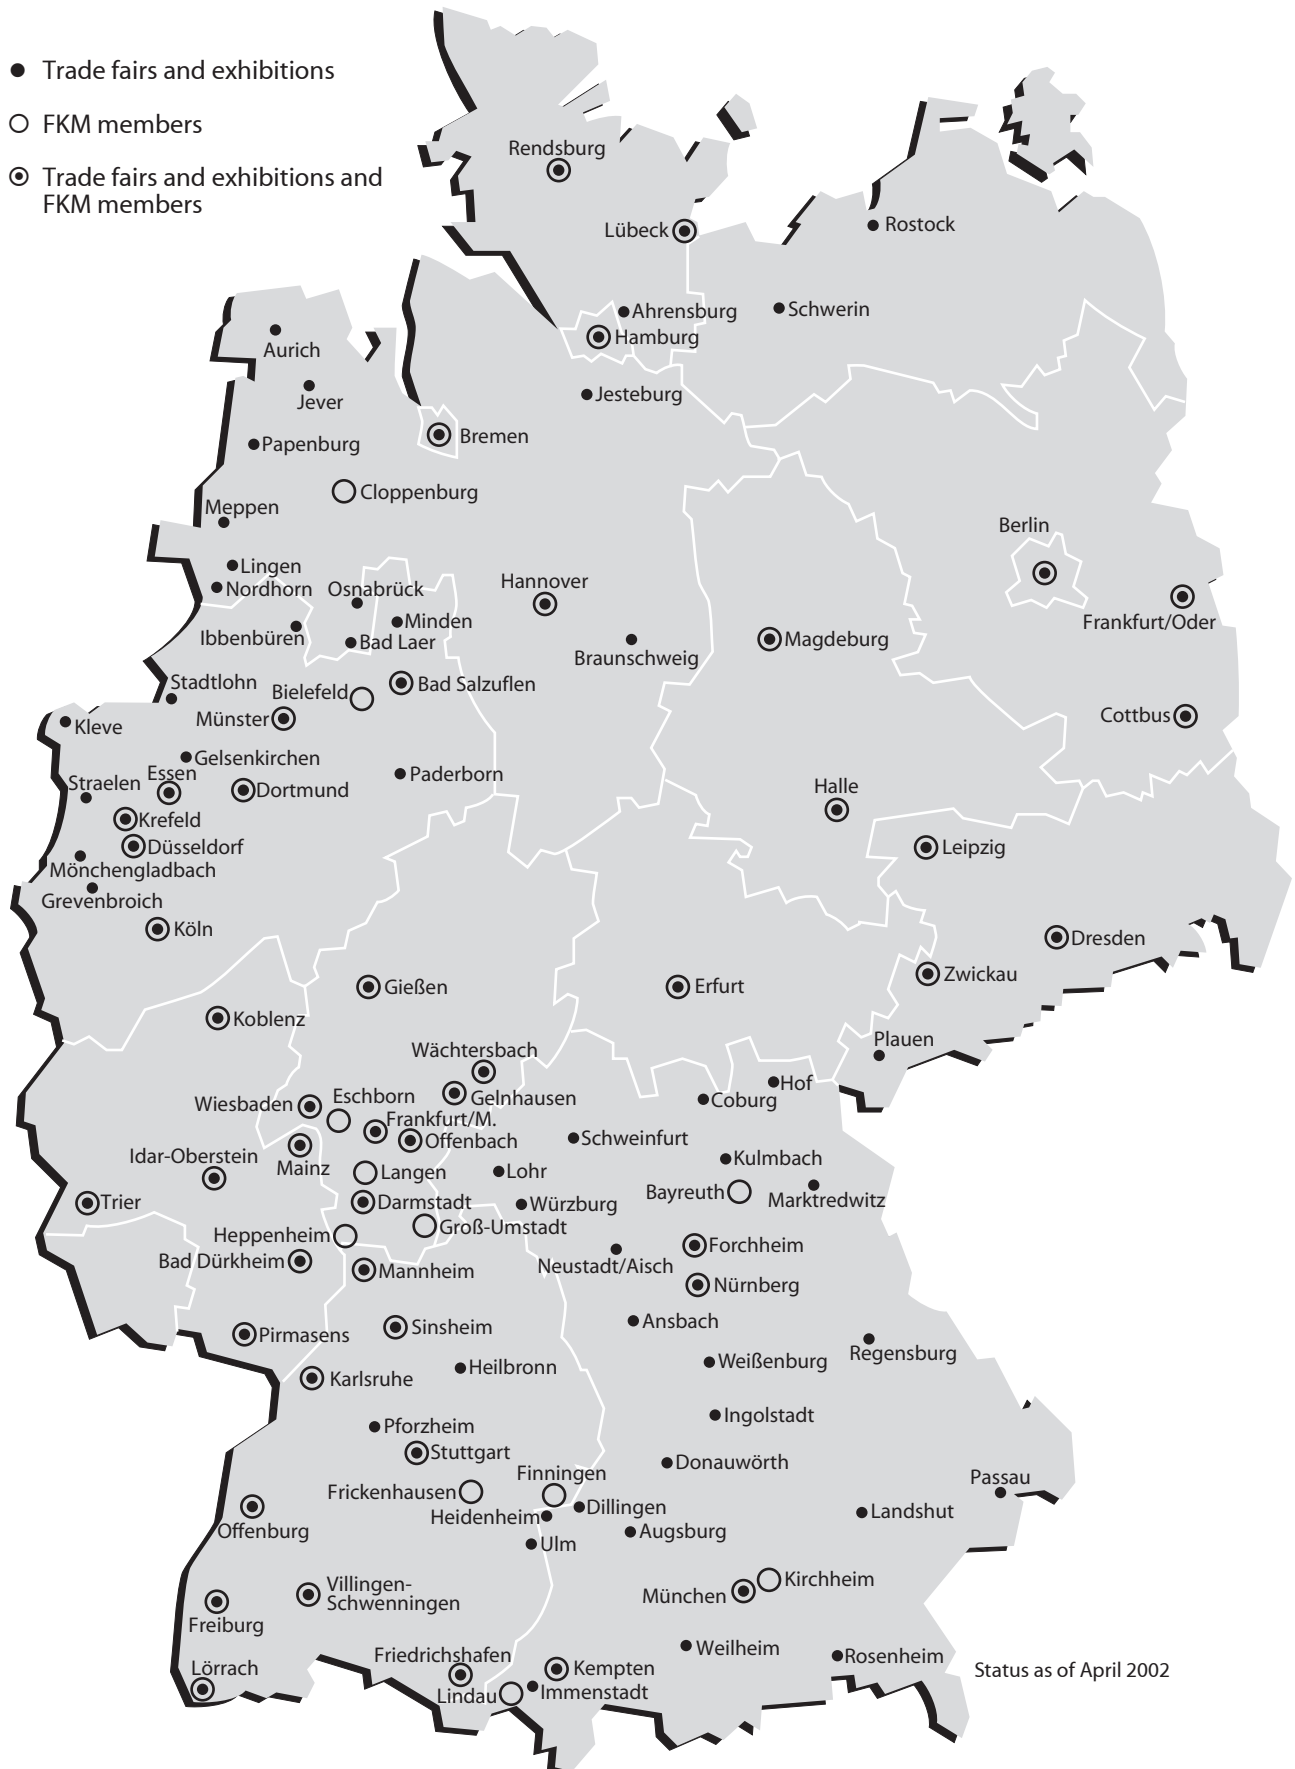 Trade fairs and exhibitions
FKM members
Trade fairs and exhibitions and
FKM members
Rendsburg
Lübeck
Rostock
Ahrensburg
Schwerin
Hamburg
Aurich
Jever
Jesteburg
Bremen
Papenburg
Cloppenburg
Meppen
Berlin
Lingen
Nordhorn
Osnabrück
Hannover
Minden
Frankfurt/Oder
Ibbenbüren
Bad Laer
Magdeburg
Braunschweig
Stadtlohn
Bielefeld
Bad Salzuflen
Münster
Cottbus
Kleve
Gelsenkirchen
Essen
Paderborn
Straelen
Dortmund
Halle
Krefeld
Düsseldorf
Leipzig
Mönchengladbach
Grevenbroich
Köln
Dresden
Zwickau
Gießen
Erfurt
Koblenz
Plauen
Wächtersbach
Hof
Eschborn
Gelnhausen
Coburg
Wiesbaden
Frankfurt/M.
Offenbach
Schweinfurt
Idar-Oberstein
Mainz
Langen
Lohr
Kulmbach
Bayreuth
Marktredwitz
Trier
Darmstadt
Würzburg
Groß-Umstadt
Heppenheim
Forchheim
Bad Dürkheim
Mannheim
Neustadt/Aisch
Nürnberg
Ansbach
Pirmasens
Sinsheim
Regensburg
Weißenburg
Heilbronn
Karlsruhe
Ingolstadt
Pforzheim
Stuttgart
Donauwörth
Finningen
Passau
Frickenhausen
Dillingen
Heidenheim
Landshut
Offenburg
Augsburg
Ulm
Kirchheim
Villingen-
Schwenningen
München
Freiburg
Weilheim
Friedrichshafen
Rosenheim
Lörrach
Kempten
Status as of April 2002
Lindau
Immenstadt